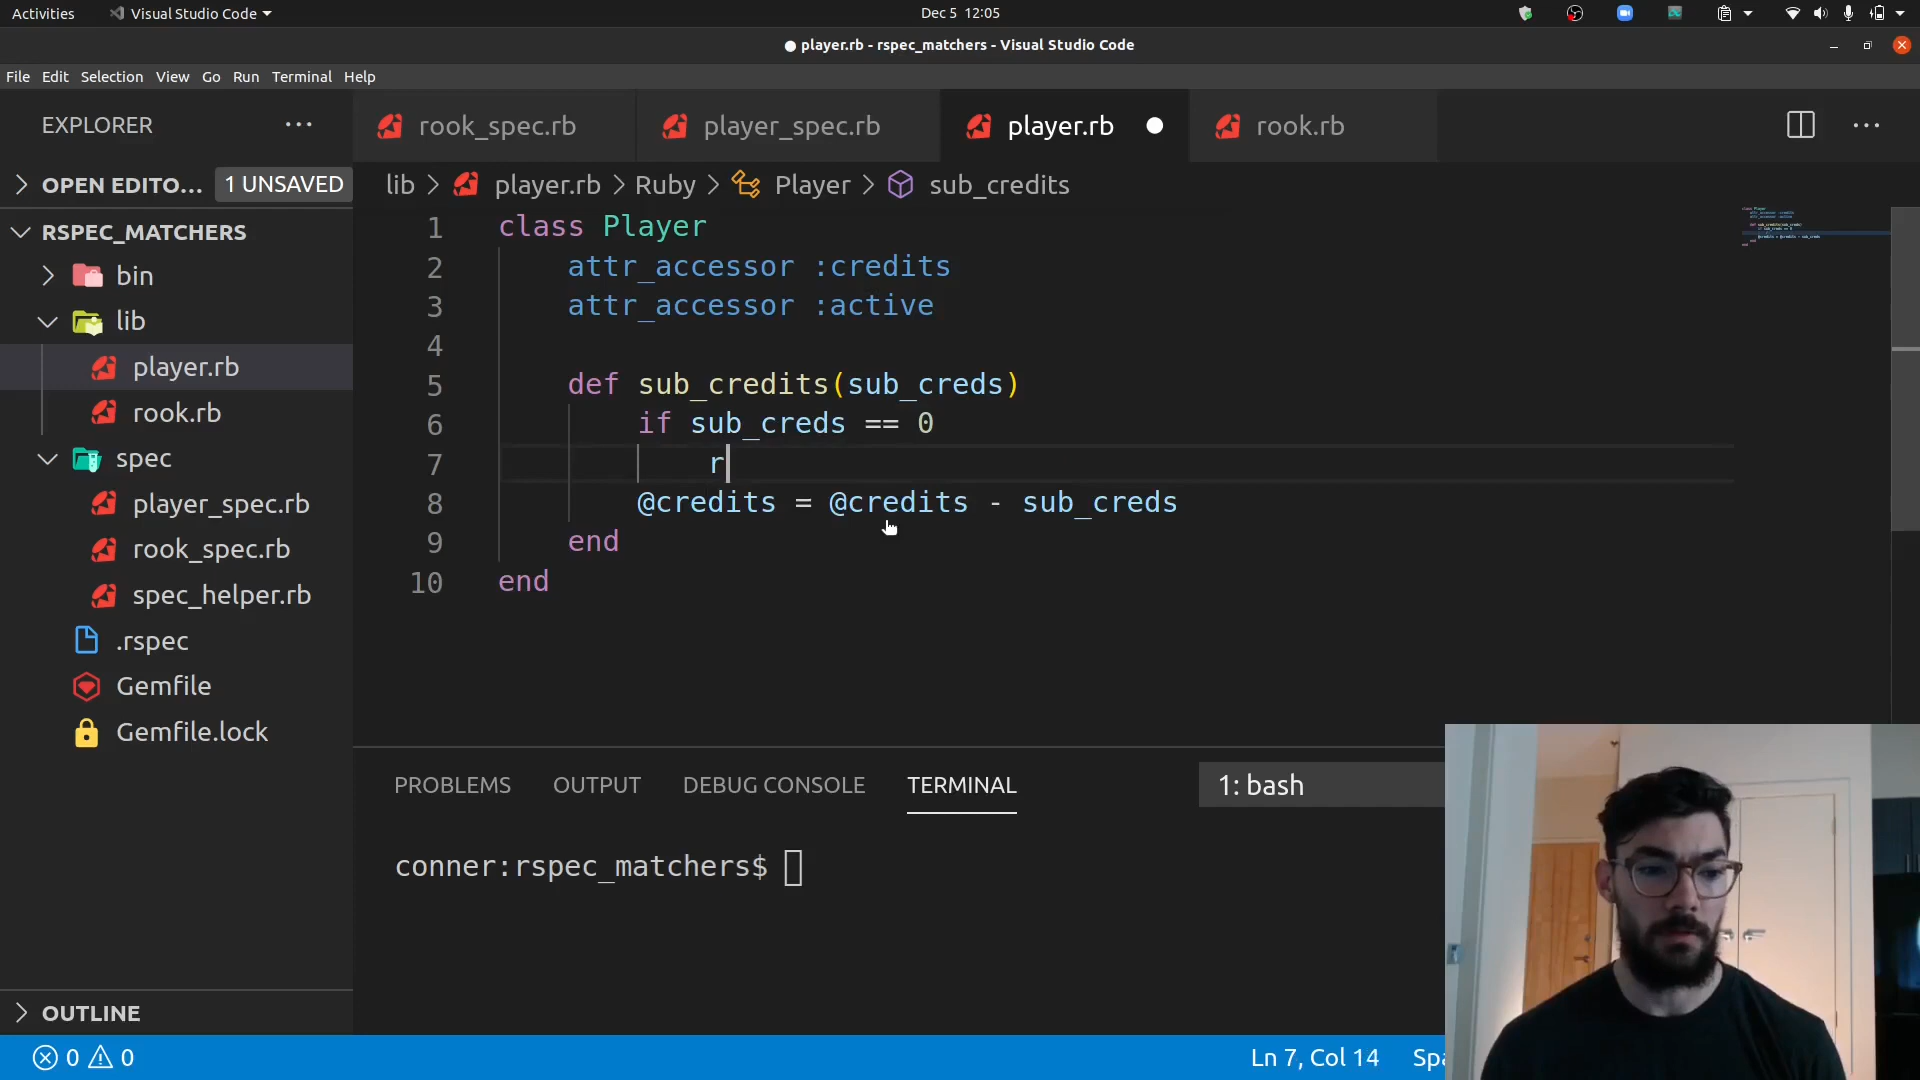 Activities
Visual Studio Code
Dec 5 12:05
player.rb - rspec_matchers - Visual Studio Code
File Edit Selection View Go Run Terminal Help
EXPLORER
OPEN EDITO...
1 UNSAVED
RSPEC_MATCHERS
bin
lib
player.rb
rook.rb
spec
player_spec.rb
rook_spec.rb
spec_helper.rb
.rspec
Gemfile
Gemfile.lock
OUTLINE
rook_spec.rb
player_spec.rb
player.rb
rook.rb
lib > player.rb > Ruby > Player > sub_credits
1 class Player
2 attr_accessor :credits
3 attr_accessor :active
4
5 def sub_credits(sub_creds)
6 if sub_creds == 0
7 r
8 @credits = @credits - sub_creds
9 end
10 end
PROBLEMS OUTPUT DEBUG CONSOLE TERMINAL
1: bash
conner:rspec_matchers$
0 0
Ln 7, Col 14
Spa